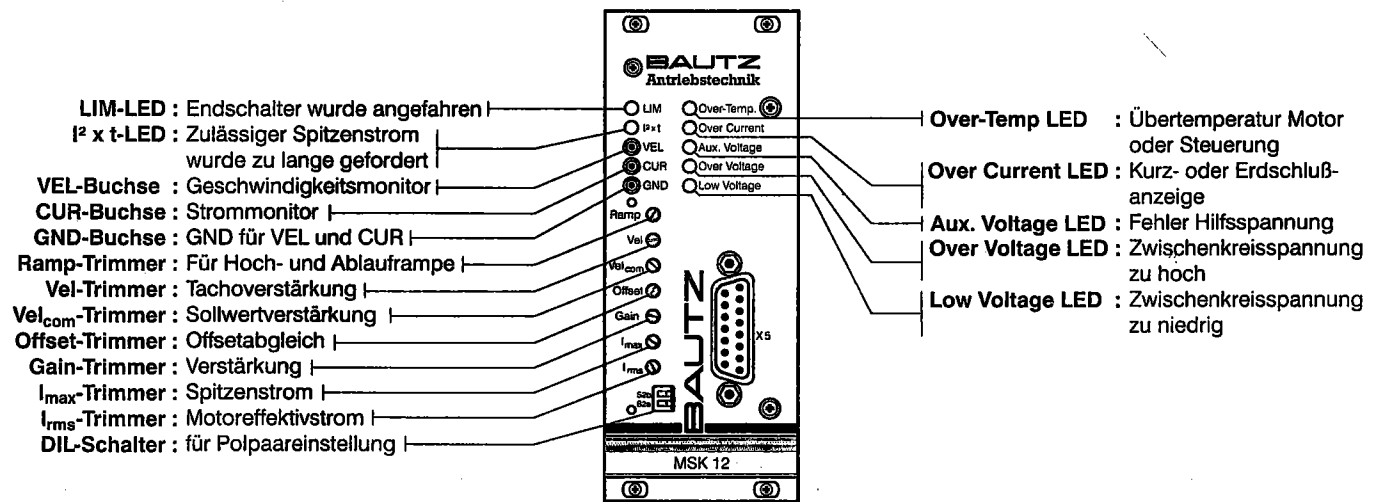 BAUTZ
Antriebstechnik
LIM-LED : Endschalter wurde angefahren
I² x t-LED : Zulässiger Spitzenstrom
wurde zu lange gefordert
VEL-Buchse : Geschwindigkeitsmonitor
CUR-Buchse : Strommonitor
GND-Buchse : GND für VEL und CUR
Ramp-Trimmer : Für Hoch- und Ablauframpe
Vel-Trimmer : Tachoverstärkung
Velcom-Trimmer : Sollwertverstärkung
Offset-Trimmer : Offsetabgleich
Gain-Trimmer : Verstärkung
Imax-Trimmer : Spitzenstrom
Irms-Trimmer : Motoreffektivstrom
DIL-Schalter : für Polpaareinstellung
LIM
I² x t
VEL
CUR
GND
Ramp
Vel
Velcom
Offset
Gain
Imax
Irms
Over-Temp.
Over Current
Aux. Voltage
Over Voltage
Low Voltage
X5
BAUTZ
MSK 12
Over-Temp LED : Übertemperatur Motor
oder Steuerung
Over Current LED : Kurz- oder Erdschluß-
anzeige
Aux. Voltage LED : Fehler Hilfsspannung
Over Voltage LED : Zwischenkreisspannung
zu hoch
Low Voltage LED : Zwischenkreisspannung
zu niedrig